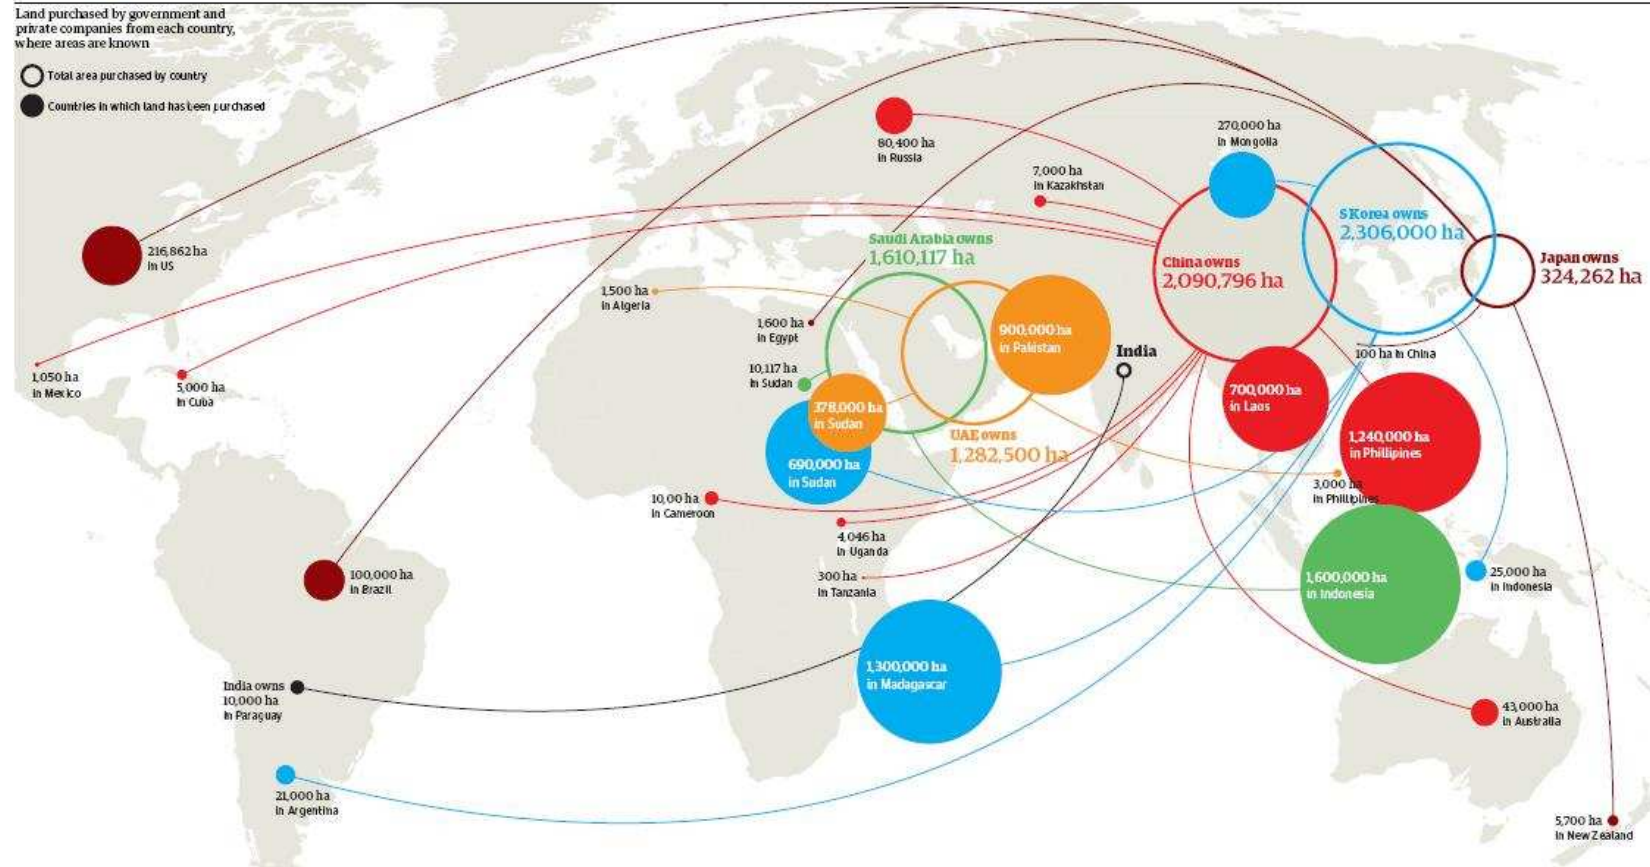 Land purchased by government and
private companies from each country,
where areas are known
Total area purchased by country
Countries in which land has been purchased
80,400 ha
in Russia
270,000 ha
in Mongolia
7,000 ha
in Kazakhstan
S Korea owns
2,306,000 ha
Saudi Arabia owns
1,610,117 ha
China owns
2,090,796 ha
Japan owns
324,262 ha
216,862 ha
in US
1,500 ha
in Algeria
1,600 ha
in Egypt
900,000 ha
in Pakistan
India
100 ha in China
10,117 ha
in Sudan
1,050 ha
in Mexico
5,000 ha
in Cuba
378,000 ha
in Sudan
700,000 ha
in Laos
UAE owns
1,282,500 ha
1,240,000 ha
in Phillipines
690,000 ha
in Sudan
3,000 ha
in Phillipines
10,00 ha
in Cameroon
4,046 ha
in Uganda
300 ha
in Tanzania
100,000 ha
in Brazil
1,600,000 ha
in Indonesia
25,000 ha
in Indonesia
1,300,000 ha
in Madagascar
India owns
10,000 ha
in Paraguay
43,000 ha
in Australia
21,000 ha
in Argentina
5,700 ha
in New Zealand